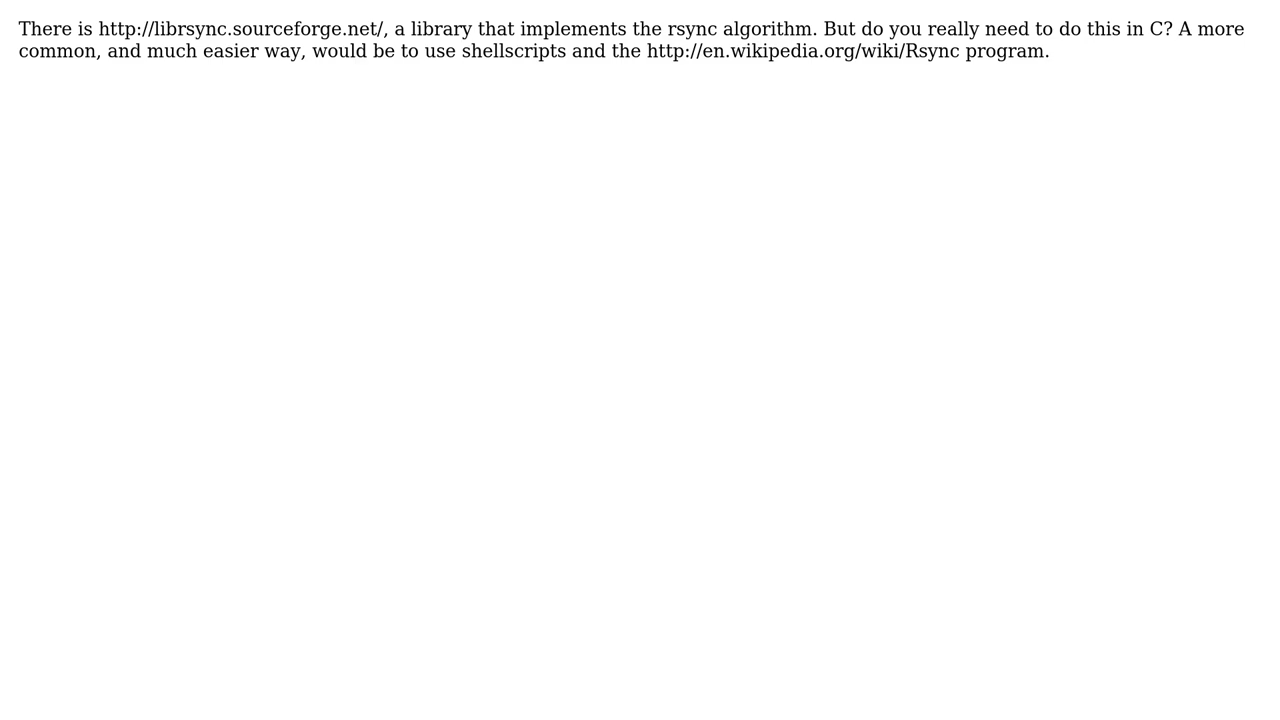 There is http://librsync.sourceforge.net/, a library that implements the rsync algorithm. But do you really need to do this in C? A more
common, and much easier way, would be to use shellscripts and the http://en.wikipedia.org/wiki/Rsync program.